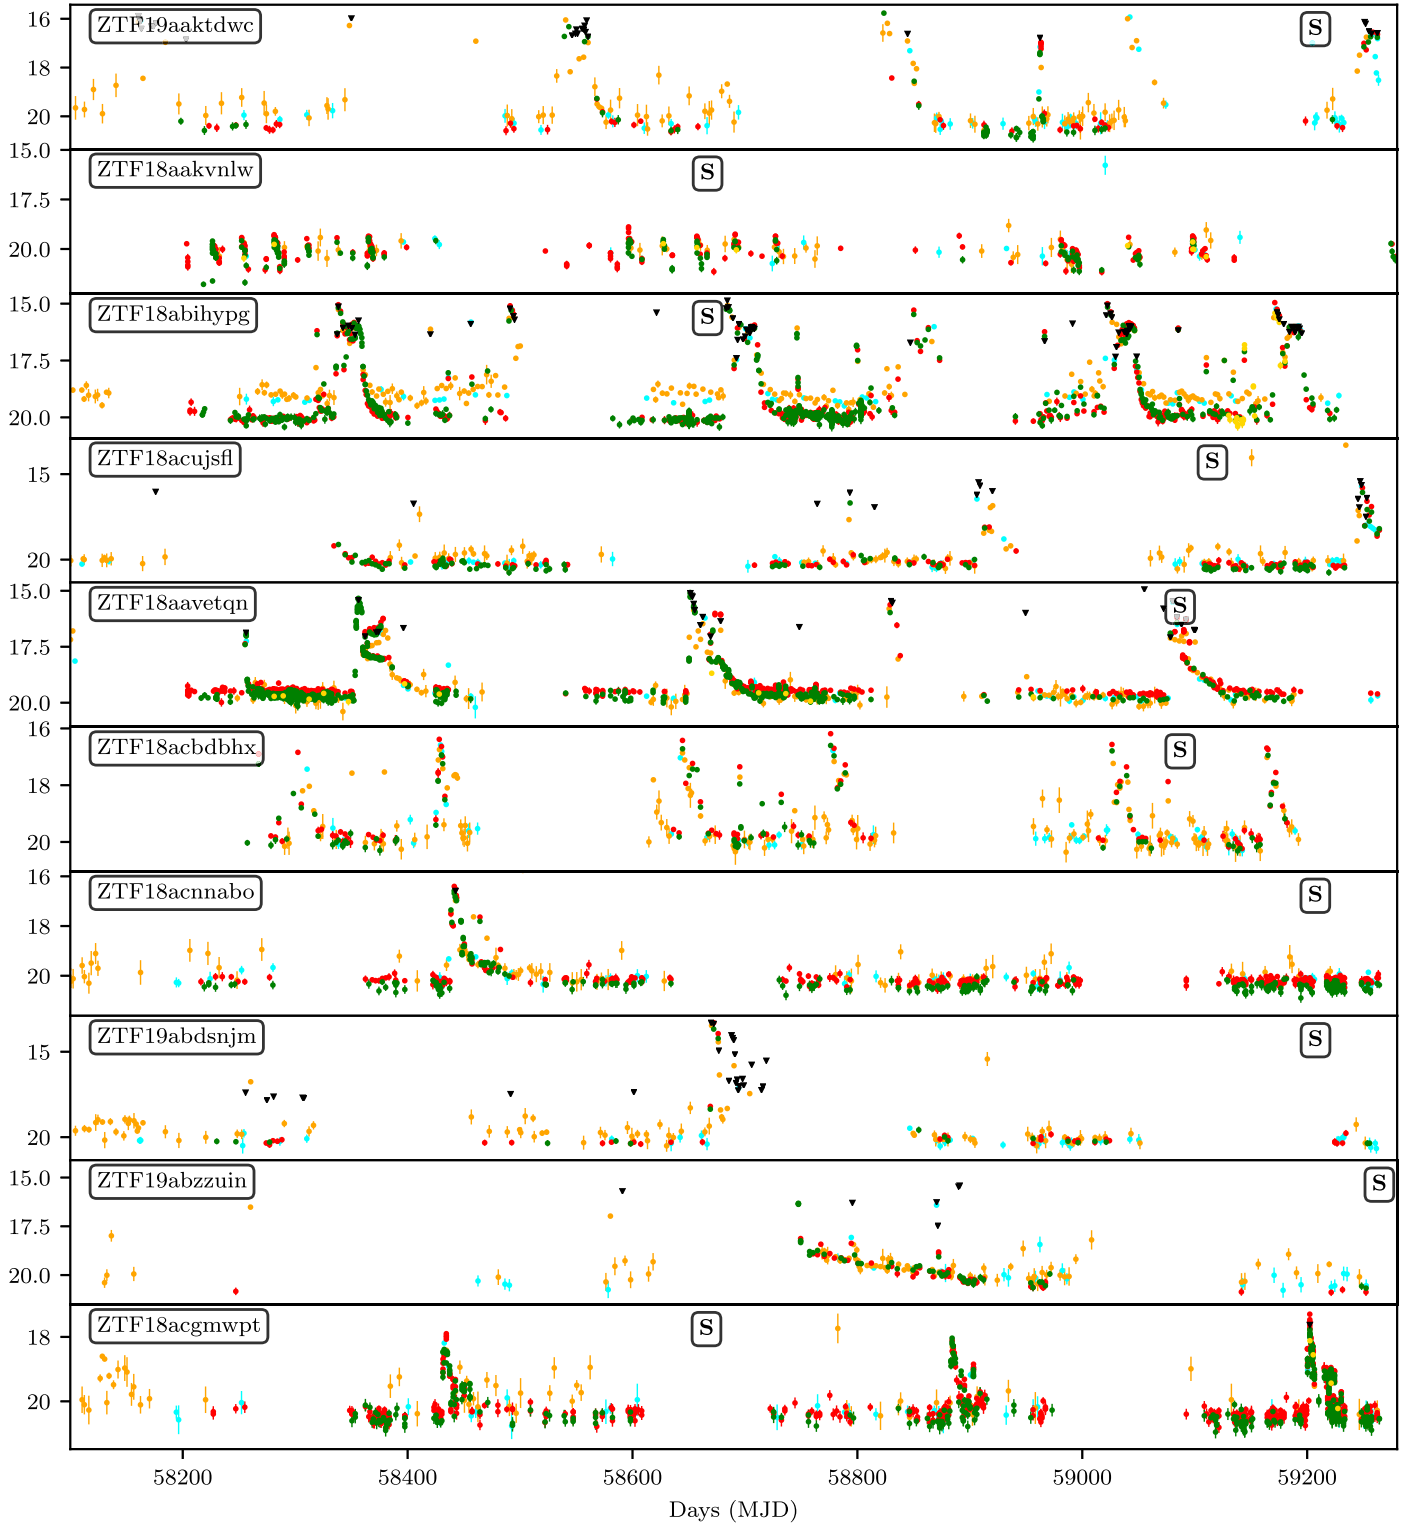 ZTF19aaktdwc
S
16
18
20
ZTF18aakvnlw
S
15.0
17.5
20.0
ZTF18abihypg
S
15.0
17.5
20.0
ZTF18acujsfl
S
15
20
ZTF18aavetqn
S
15.0
17.5
20.0
ZTF18acbdbhx
S
16
18
20
ZTF18acnnabo
S
16
18
20
ZTF19abdsnjm
S
15
20
ZTF19abzzuin
S
15.0
17.5
20.0
ZTF18acgmwpt
S
18
20
58200 58400 58600 58800 59000 59200
Days (MJD)